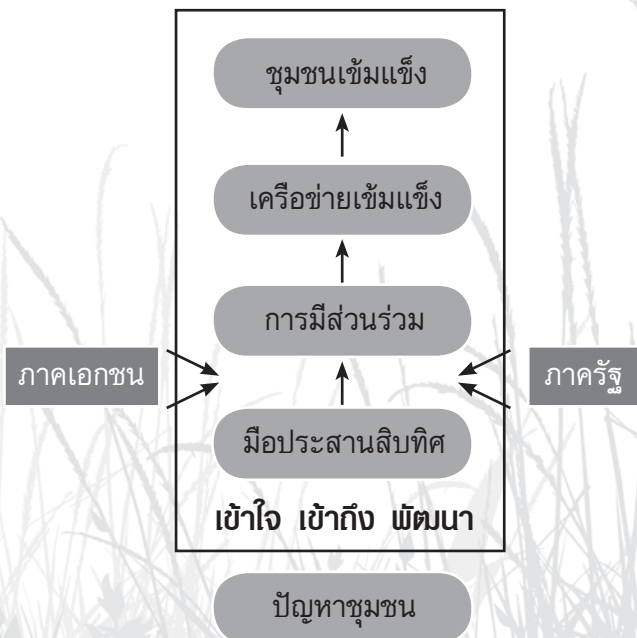 ชุมชนเข้มแข็ง
เครือข่ายเข้มแข็ง
การมีส่วนร่วม
ภาคเอกชน
ภาครัฐ
มือประสานสิบทิศ
เข้าใจ เข้าถึง พัฒนา
ปัญหาชุมชน